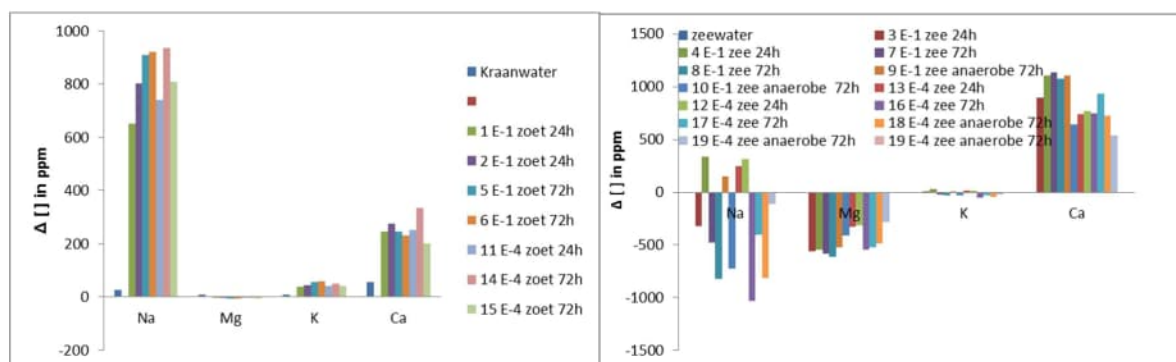 Δ [ ] in ppm
1000
800
600
400
200
0
-200
Na Mg K Ca
Kraanwater
1 E-1 zoet 24h
2 E-1 zoet 24h
5 E-1 zoet 72h
6 E-1 zoet 72h
11 E-4 zoet 24h
14 E-4 zoet 72h
15 E-4 zoet 72h
Δ [ ] in ppm
1500
1000
500
0
-500
-1000
-1500
zeewater 3 E-1 zee 24h
4 E-1 zee 24h 7 E-1 zee 72h
8 E-1 zee 72h 9 E-1 zee anaerobe 72h
10 E-1 zee anaerobe 72h 13 E-4 zee 24h
12 E-4 zee 24h 16 E-4 zee 72h
17 E-4 zee 72h 18 E-4 zee anaerobe 72h
19 E-4 zee anaerobe 72h 19 E-4 zee anaerobe 72h
Na Mg K Ca